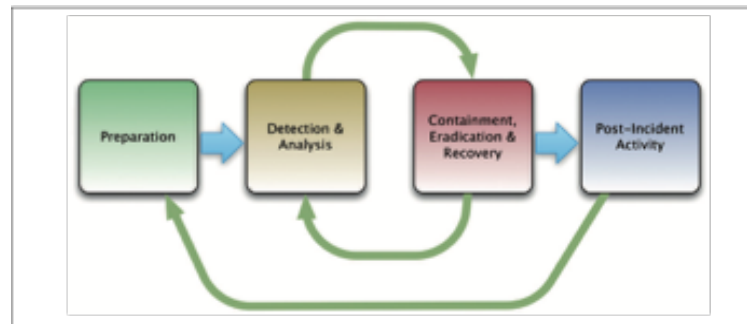 Preparation
Detection &
Analysis
Containment,
Eradication &
Recovery
Post-Incident
Activity